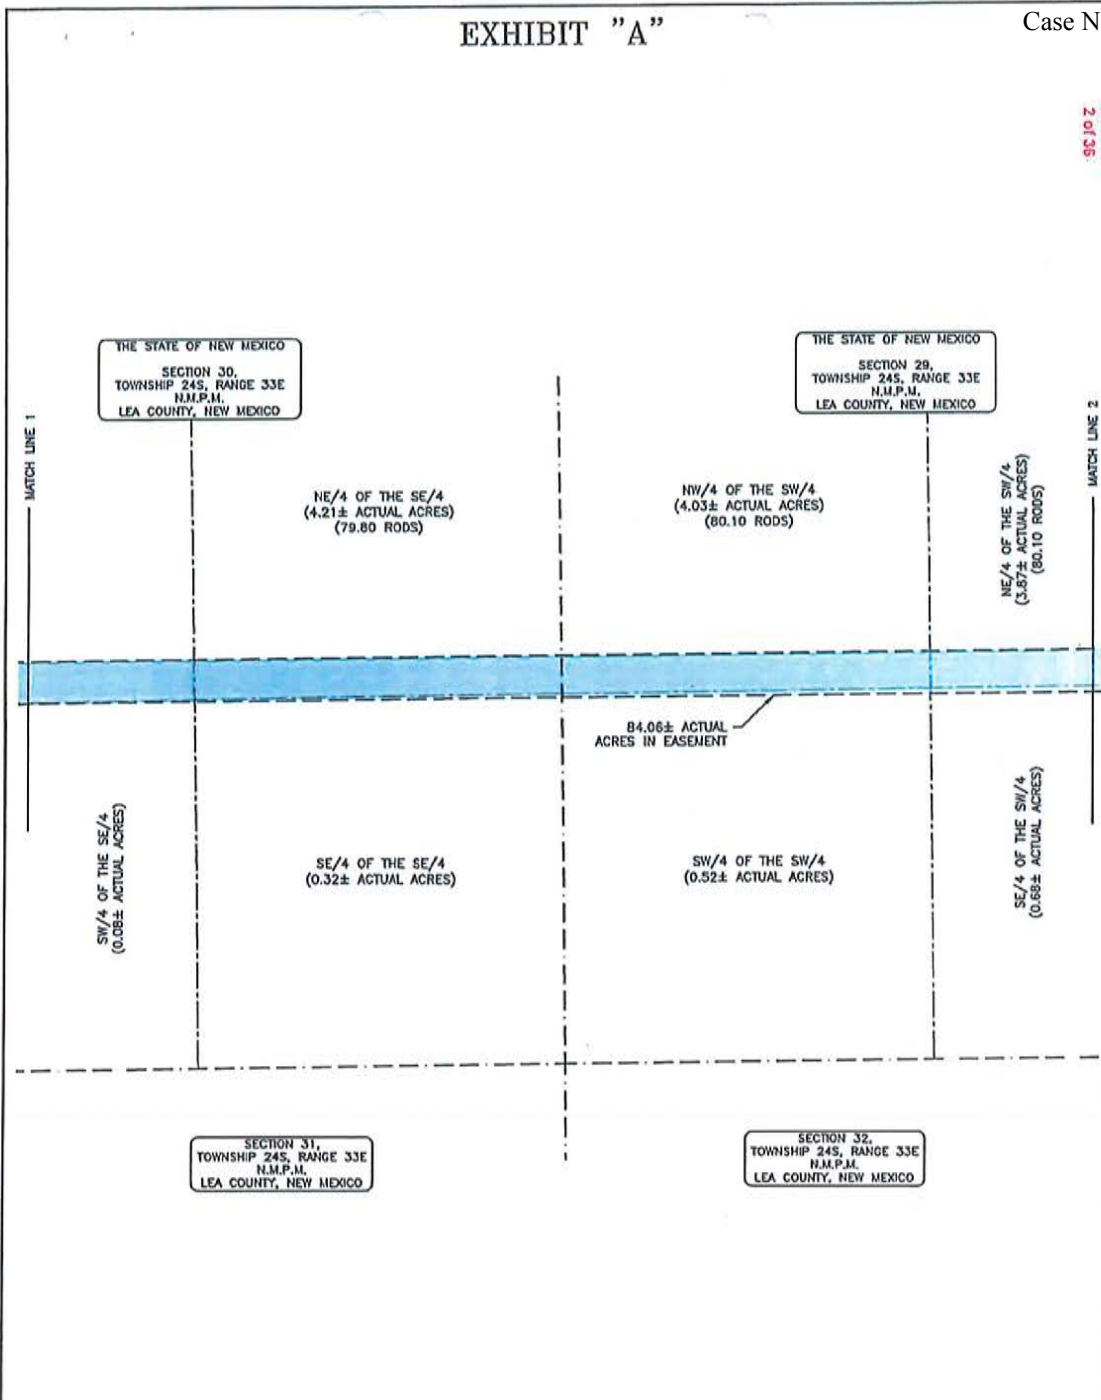 EXHIBIT "A"
Case N
2 of 36
THE STATE OF NEW MEXICO
SECTION 30,
TOWNSHIP 24S, RANGE 33E
N.M.P.M.
LEA COUNTY, NEW MEXICO
THE STATE OF NEW MEXICO
SECTION 29,
TOWNSHIP 24S, RANGE 33E
N.M.P.M.
LEA COUNTY, NEW MEXICO
MATCH LINE 1
NE/4 OF THE SE/4
(4.21± ACTUAL ACRES)
(79.80 RODS)
NW/4 OF THE SW/4
(4.03± ACTUAL ACRES)
(80.10 RODS)
NE/4 OF THE SW/4
(3.87± ACTUAL ACRES)
(80.10 RODS)
MATCH LINE 2
84.06± ACTUAL
ACRES IN EASEMENT
SW/4 OF THE SE/4
(0.08± ACTUAL ACRES)
SE/4 OF THE SE/4
(0.32± ACTUAL ACRES)
SW/4 OF THE SW/4
(0.52± ACTUAL ACRES)
SE/4 OF THE SW/4
(0.68± ACTUAL ACRES)
SECTION 31,
TOWNSHIP 24S, RANGE 33E
N.M.P.M.
LEA COUNTY, NEW MEXICO
SECTION 32,
TOWNSHIP 24S, RANGE 33E
N.M.P.M.
LEA COUNTY, NEW MEXICO